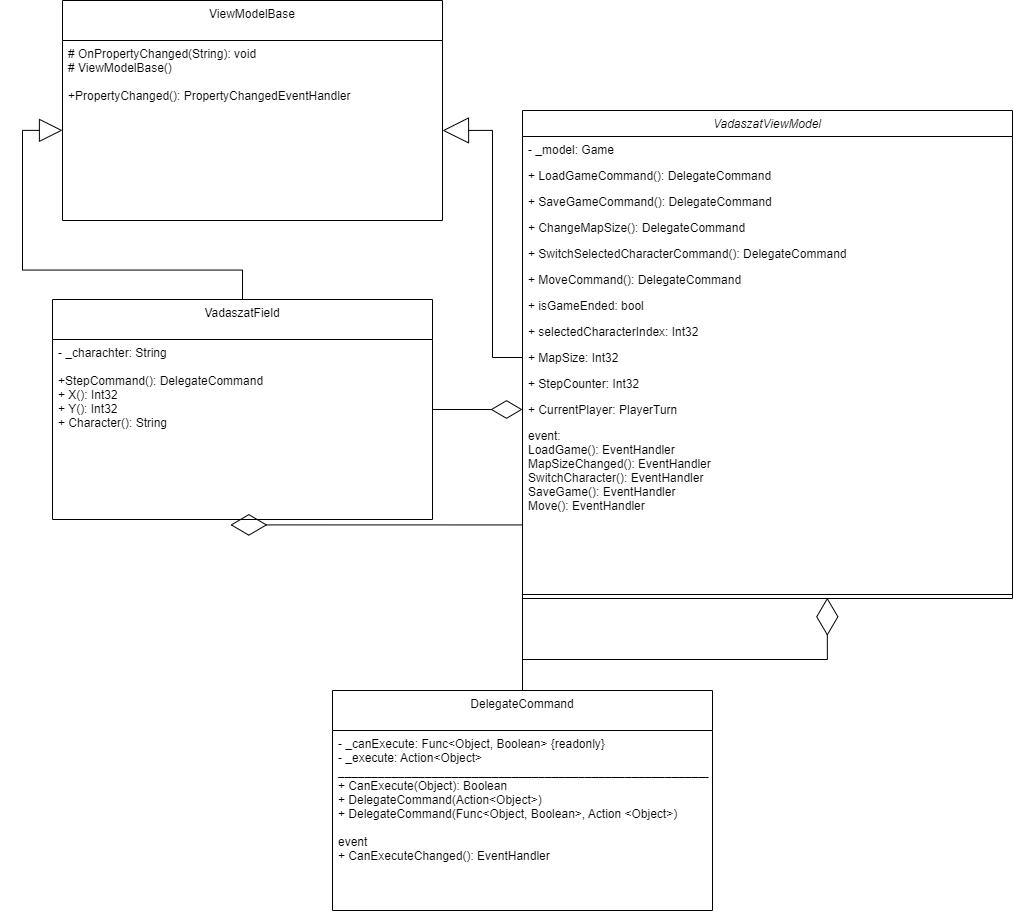 ViewModelBase
# OnPropertyChanged(String): void
# ViewModelBase()
+PropertyChanged(): PropertyChangedEventHandler
VadaszatViewModel
- _model: Game
+ LoadGameCommand(): DelegateCommand
+ SaveGameCommand(): DelegateCommand
+ ChangeMapSize(): DelegateCommand
+ SwitchSelectedCharacterCommand(): DelegateCommand
+ MoveCommand(): DelegateCommand
+ isGameEnded: bool
+ selectedCharacterIndex: Int32
+ MapSize: Int32
+ StepCounter: Int32
+ CurrentPlayer: PlayerTurn
event:
LoadGame(): EventHandler
MapSizeChanged(): EventHandler
SwitchCharacter(): EventHandler
SaveGame(): EventHandler
Move(): EventHandler
VadaszatField
- _charachter: String
+StepCommand(): DelegateCommand
+ X(): Int32
+ Y(): Int32
+ Character(): String
DelegateCommand
- _canExecute: Func<Object, Boolean> {readonly}
- _execute: Action<Object>
+ CanExecute(Object): Boolean
+ DelegateCommand(Action<Object>)
+ DelegateCommand(Func<Object, Boolean>, Action <Object>)
event
+ CanExecuteChanged(): EventHandler